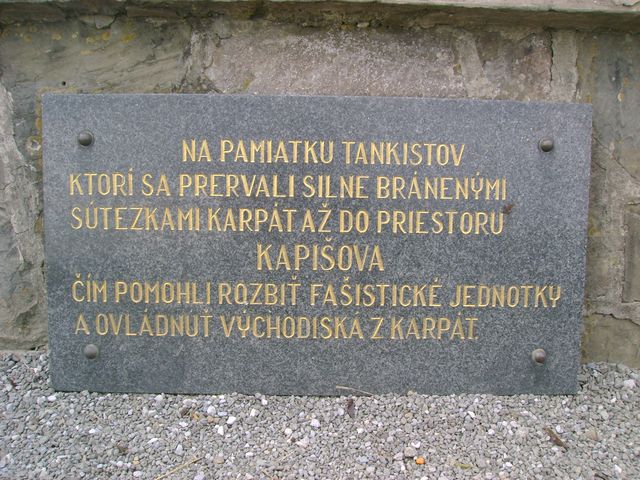 NA PAMIATKU TANKISTOV
KTORÍ SA PRERVALI SILNE BRÁNENÝMI
SÚTEZKAMI KARPÁT AŽ DO PRIESTORU
KAPIŠOVA
ČÍM POMOHLI ROZBIŤ FAŠISTICKÉ JEDNOTKY
A OVLÁDNUŤ VÝCHODISKÁ Z KARPÁT.